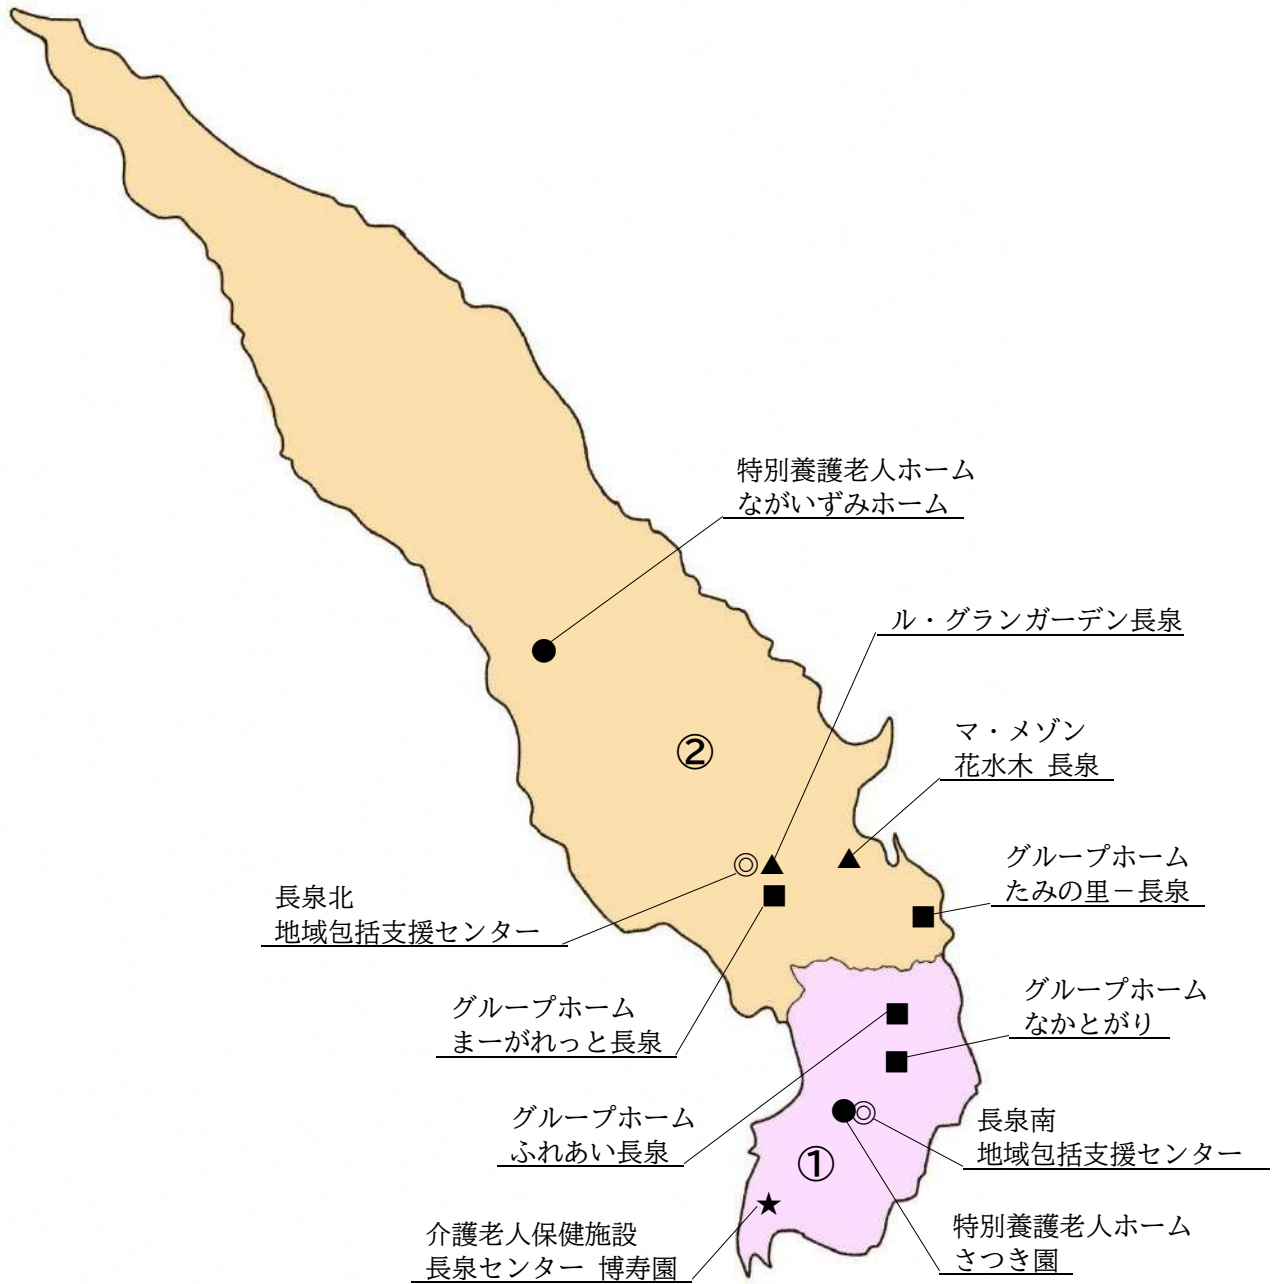 特別養護老人ホーム
ながいずみホーム
ル・グランガーデン長泉
②
マ・メゾン
花水木 長泉
グループホーム
たみの里－長泉
長泉北
地域包括支援センター
グループホーム
まーがれっと長泉
グループホーム
なかとがり
グループホーム
ふれあい長泉
長泉南
地域包括支援センター
①
介護老人保健施設
長泉センター 博寿園
特別養護老人ホーム
さつき園